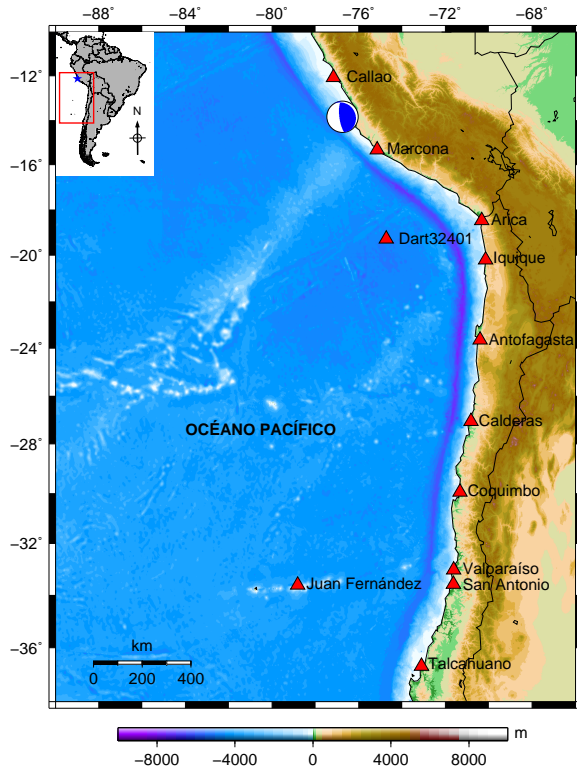 −88 −84 −80 −76 −72 −68
−12
−16
−20
−24
−28
−32
−36
N
Callao
Marcona
Arica
Dart32401
Iquique
Antofagasta
Calderas
OCÉANO PACÍFICO
Coquimbo
Valparaíso
Juan Fernández
San Antonio
Talcahuano
km
0 200 400
m
−8000 −4000 0 4000 8000